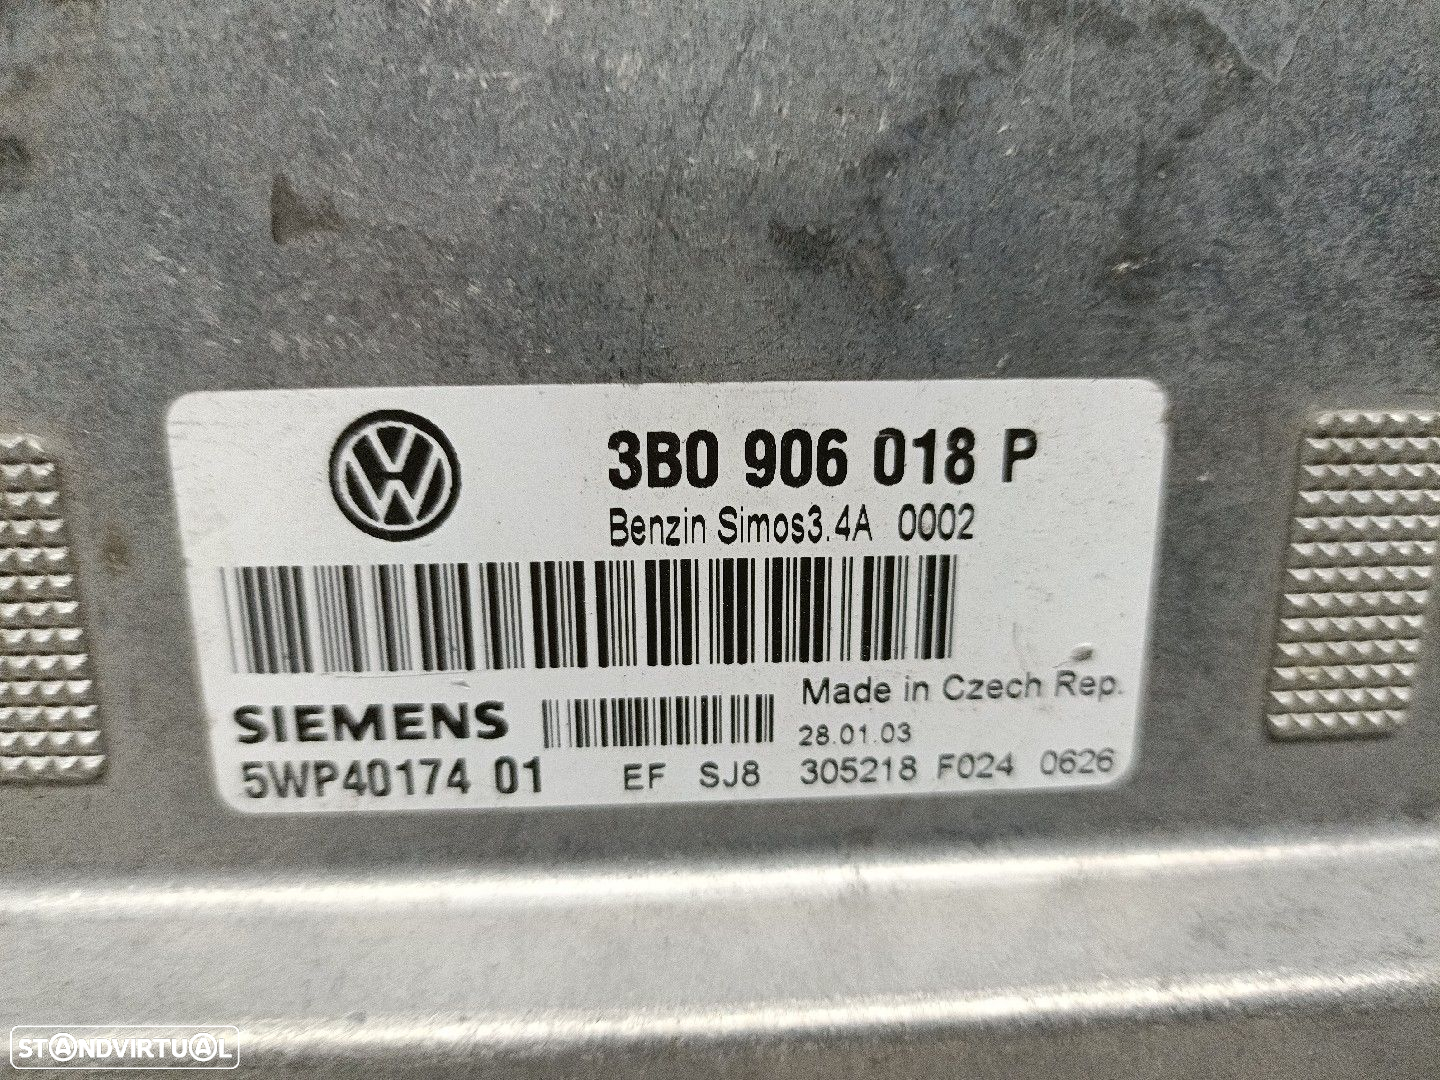 3B0 906 018 P
Benzin Simos3.4A 0002
Made in Czech Rep.
SIEMENS
28.01.03
5WP40174 01 EF SJ8 305218 F024 0626
STANDVIRTUAL